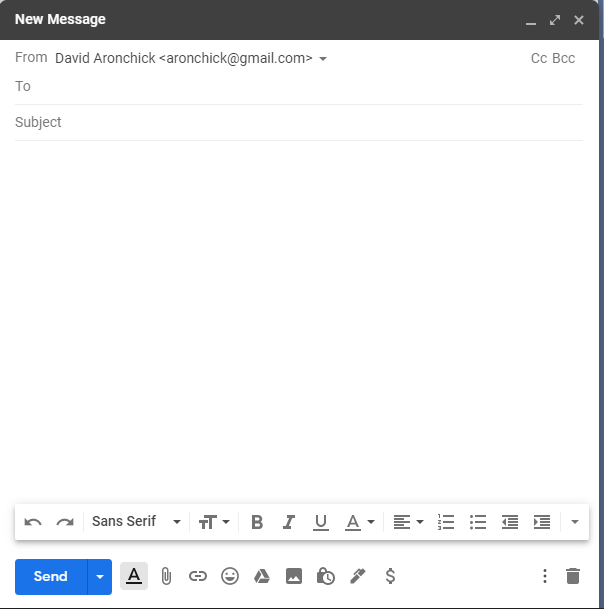 New Message
From David Aronchick <aronchick@gmail.com> Cc Bcc
To
Subject
Sans Serif
Send